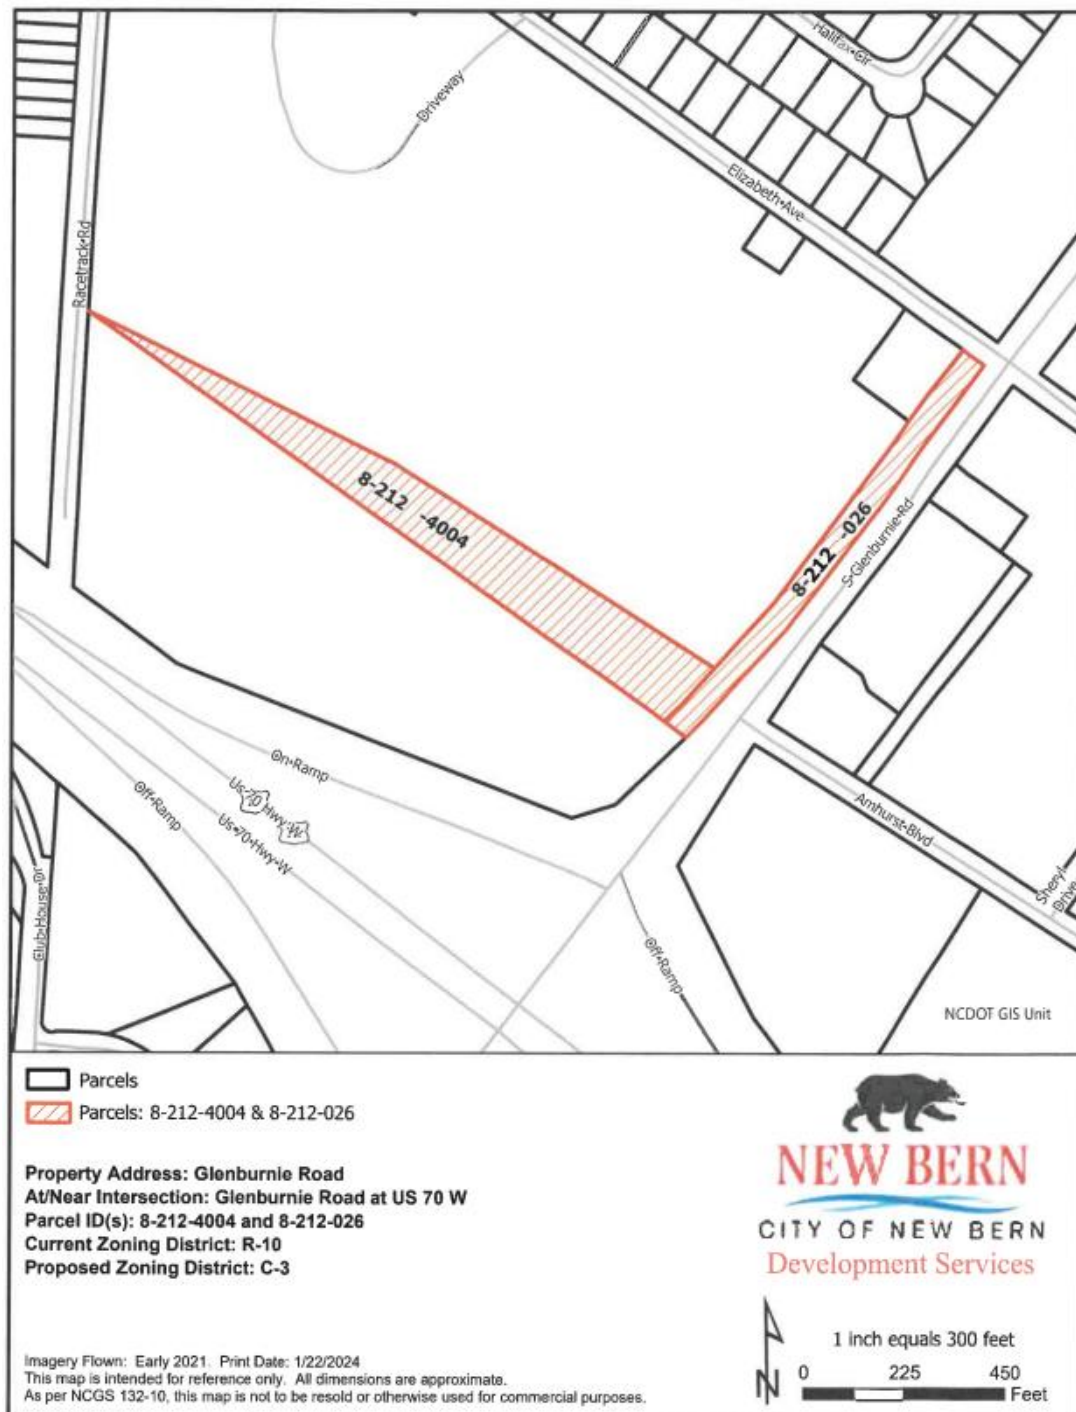 Halifax Cir
Driveway
Elizabeth Ave
Racetrack Rd
8-212 -4004
8-212 -026
S Glenburnie Rd
On Ramp
Off Ramp
Us 70 Hwy W
Us 70 Hwy W
Amhurst Blvd
Sheryl
Drive
Club House Dr
Off Ramp
NCDOT GIS Unit
Parcels
Parcels: 8-212-4004 & 8-212-026
Property Address: Glenburnie Road
At/Near Intersection: Glenburnie Road at US 70 W
Parcel ID(s): 8-212-4004 and 8-212-026
Current Zoning District: R-10
Proposed Zoning District: C-3
NEW BERN
CITY OF NEW BERN
Development Services
N
1 inch equals 300 feet
0 225 450
Feet
Imagery Flown: Early 2021. Print Date: 1/22/2024
This map is intended for reference only. All dimensions are approximate.
As per NCGS 132-10, this map is not to be resold or otherwise used for commercial purposes.